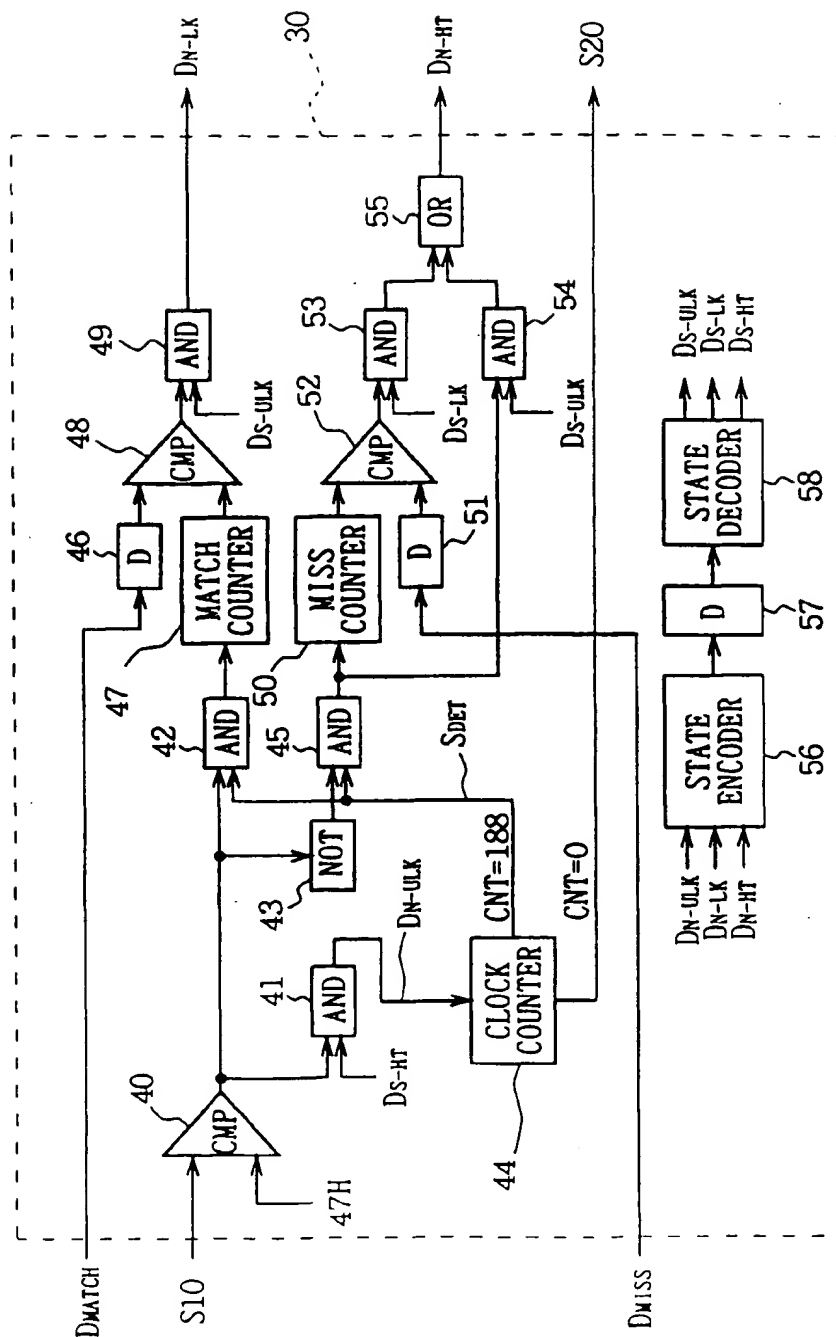 30
DN-LK
DN-HT
S20
49
AND
DS-ULK
48
CMP
46
D
47
MATCH
COUNTER
42
AND
55
OR
53
AND
DS-LK
54
AND
DS-ULK
52
CMP
51
D
50
MISS
COUNTER
45
AND
SDET
43
NOT
41
AND
DN-ULK
DS-HT
40
CMP
47H
44
CLOCK
COUNTER
CNT=188
CNT=0
DMATCH
S10
DMISS
DN-ULK
DN-LK
DN-HT
STATE
ENCODER
56
D
57
STATE
DECODER
58
DS-ULK
DS-LK
DS-HT